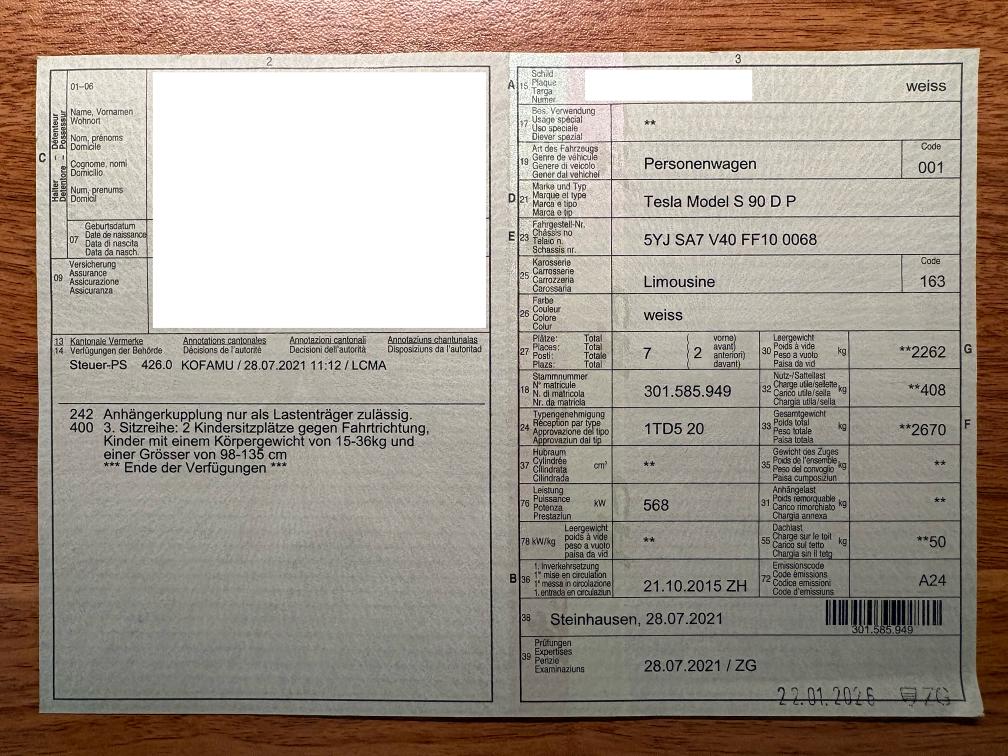 2
01-06
Name, Vornamen
Wohnort
Nom, prénoms
Domicile
Cognome, nomi
Domicilio
Num, prenums
Domicil
C
Halter – Détenteur
Detentore – Possessur
07
Geburtsdatum
Date de naissance
Data di nascita
Data da nasch.
09
Versicherung
Assurance
Assicurazione
Assicuranza
13 Kantonale Vermerke Annotations cantonales Annotazioni cantonali Annotaziuns chantunalas
14 Verfügungen der Behörde Décisions de l'autorité Decisioni dell'autorità Disposiziuns da l'autoritad
Steuer-PS 426.0 KOFAMU / 28.07.2021 11:12 / LCMA
242 Anhängerkupplung nur als Lastenträger zulässig.
400 3. Sitzreihe: 2 Kindersitzplätze gegen Fahrtrichtung,
Kinder mit einem Körpergewicht von 15-36kg und
einer Grösser von 98-135 cm
*** Ende der Verfügungen ***
3
A 15
Schild
Plaque
Targa
Numer
weiss
17
Bes. Verwendung
Usage spécial
Uso speciale
Diever spezial
**
19
Art des Fahrzeugs
Genre de véhicule
Genere di veicolo
Gener dal vehichel
Personenwagen
Code
001
D 21
Marke und Typ
Marque et type
Marca e tipo
Marca e tip
Tesla Model S 90 D P
E 23
Fahrgestell-Nr.
Châssis no
Telaio n.
Schassis nr.
5YJ SA7 V40 FF10 0068
25
Karosserie
Carrosserie
Carrozzeria
Carossaria
Limousine
Code
163
26
Farbe
Couleur
Colore
Colur
weiss
27
Plätze: Total
Places: Total
Posti: Totale
Plazs: Total
7 ( 2
vorne)
avant)
anteriori)
davant)
30
Leergewicht
Poids à vide
Peso a vuoto
Paisa da vid
kg
**2262
G
18
Stammnummer
N° matricule
N. di matricola
Nr. da matricla
301.585.949
32
Nutz-/Sattellast
Charge utile/sellette
Carico utile/sella
Chargia utila/sella
kg
**408
24
Typengenehmigung
Réception par type
Approvazione del tipo
Approvaziun dal tip
1TD5 20
33
Gesamtgewicht
Poids total
Peso totale
Paisa totala
kg
**2670
F
37
Hubraum
Cylindrée
Cilindrata
Cilindrada
cm³
**
35
Gewicht des Zuges
Poids de l'ensemble
Peso del convoglio
Paisa cumposiziun
kg
**
76
Leistung
Puissance
Potenza
Prestaziun
kW
568
31
Anhängelast
Poids remorquable
Carico rimorchiato
Chargia annexa
kg
**
78 kW/kg
Leergewicht
poids à vide
peso a vuoto
paisa da vid
**
55
Dachlast
Charge sur le toit
Carico sul tetto
Chargia sin il tetg
kg
**50
B 36
1. Inverkehrsetzung
1re mise en circulation
1a messa in circolazione
1. entrada en circulaziun
21.10.2015 ZH
72
Emissionscode
Code émissions
Codice emissioni
Code d'emissiuns
A24
38
Steinhausen, 28.07.2021
301.585.949
39
Prüfungen
Expertises
Perizie
Examinaziuns
28.07.2021 / ZG
22.01.2026 ZG